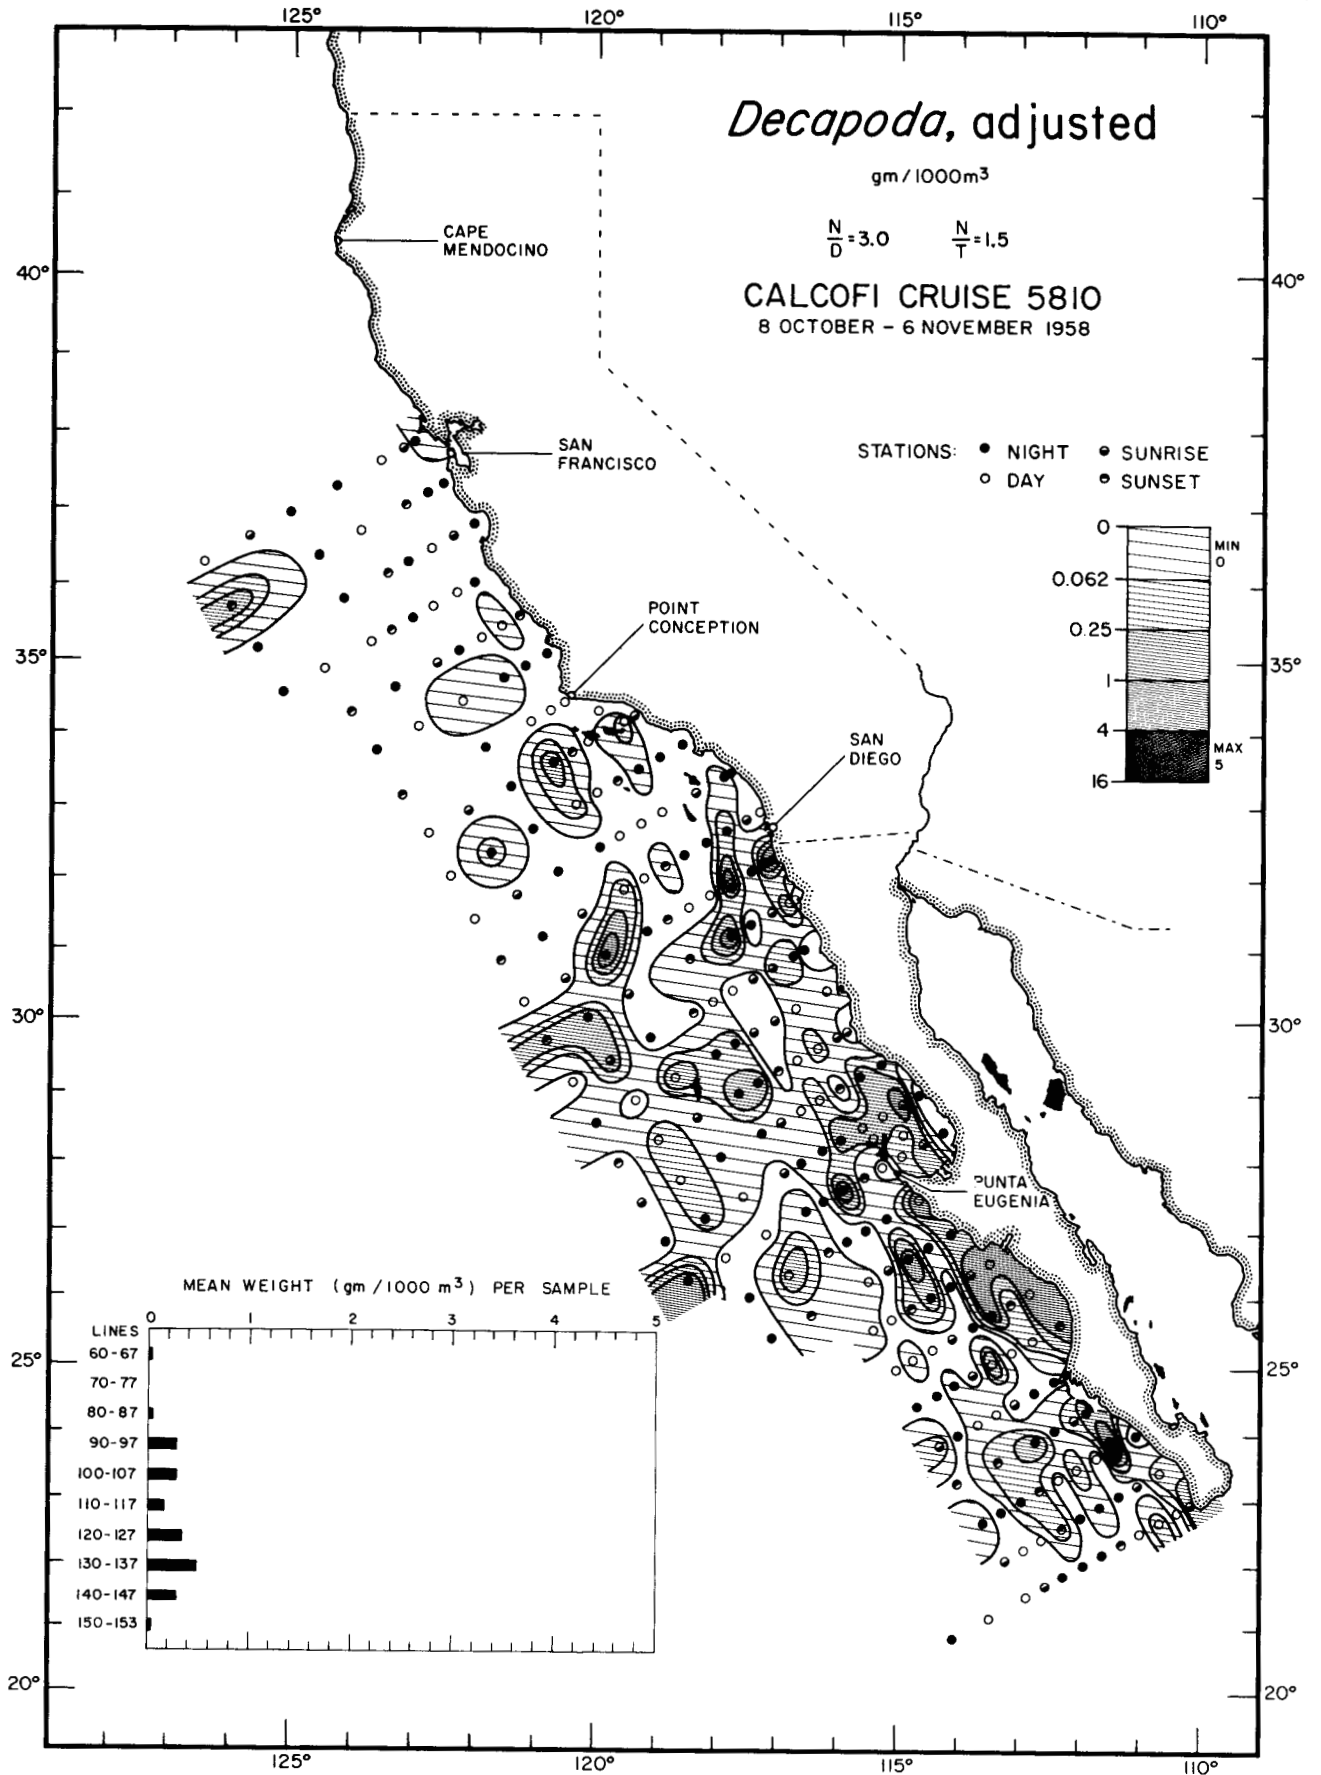 125°
120°
115°
110°
Decapoda, adjusted
gm/1000m³
N/D = 3.0 N/T = 1.5
CALCOFI CRUISE 5810
8 OCTOBER – 6 NOVEMBER 1958
CAPE
MENDOCINO
40°
40°
SAN
FRANCISCO
STATIONS: ● NIGHT SUNRISE
○ DAY SUNSET
0
MIN
0
0.062
0.25
1
4
MAX
5
16
POINT
CONCEPTION
35°
35°
SAN
DIEGO
30°
30°
PUNTA
EUGENIA
MEAN WEIGHT (gm/1000 m³) PER SAMPLE
0 1 2 3 4 5
LINES
60-67
70-77
80-87
90-97
100-107
110-117
120-127
130-137
140-147
150-153
25°
25°
20°
20°
125°
120°
115°
110°